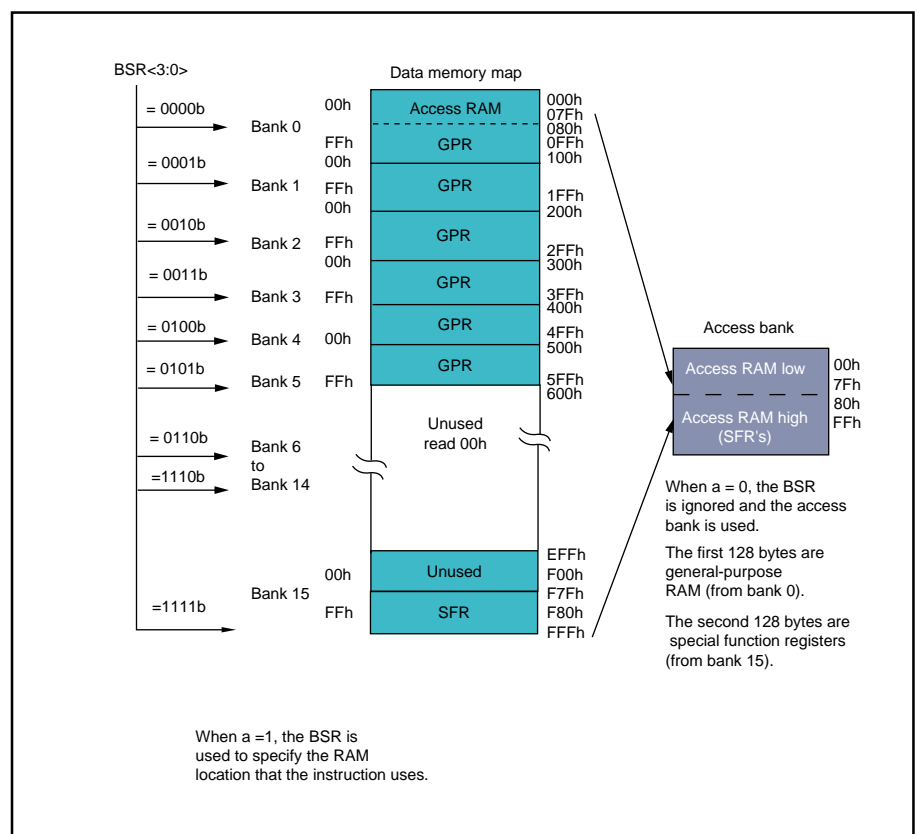 BSR<3:0>
Data memory map
= 0000b
Bank 0
00h
Access RAM
000h
07Fh
080h
FFh
GPR
0FFh
= 0001b
Bank 1
00h
100h
FFh
GPR
1FFh
= 0010b
Bank 2
00h
200h
FFh
GPR
2FFh
= 0011b
Bank 3
00h
300h
FFh
GPR
3FFh
400h
= 0100b
Bank 4
00h
GPR
4FFh
500h
= 0101b
Bank 5
FFh
GPR
5FFh
600h
= 0110b
Bank 6
to
=1110b
Bank 14
Unused
read 00h
EFFh
=1111b
Bank 15
00h
Unused
F00h
F7Fh
FFh
SFR
F80h
FFFh
Access bank
Access RAM low
00h
7Fh
Access RAM high
(SFR's)
80h
FFh
When a = 0, the BSR
is ignored and the access
bank is used.
The first 128 bytes are
general-purpose
RAM (from bank 0).
The second 128 bytes are
special function registers
(from bank 15).
When a =1, the BSR is
used to specify the RAM
location that the instruction uses.